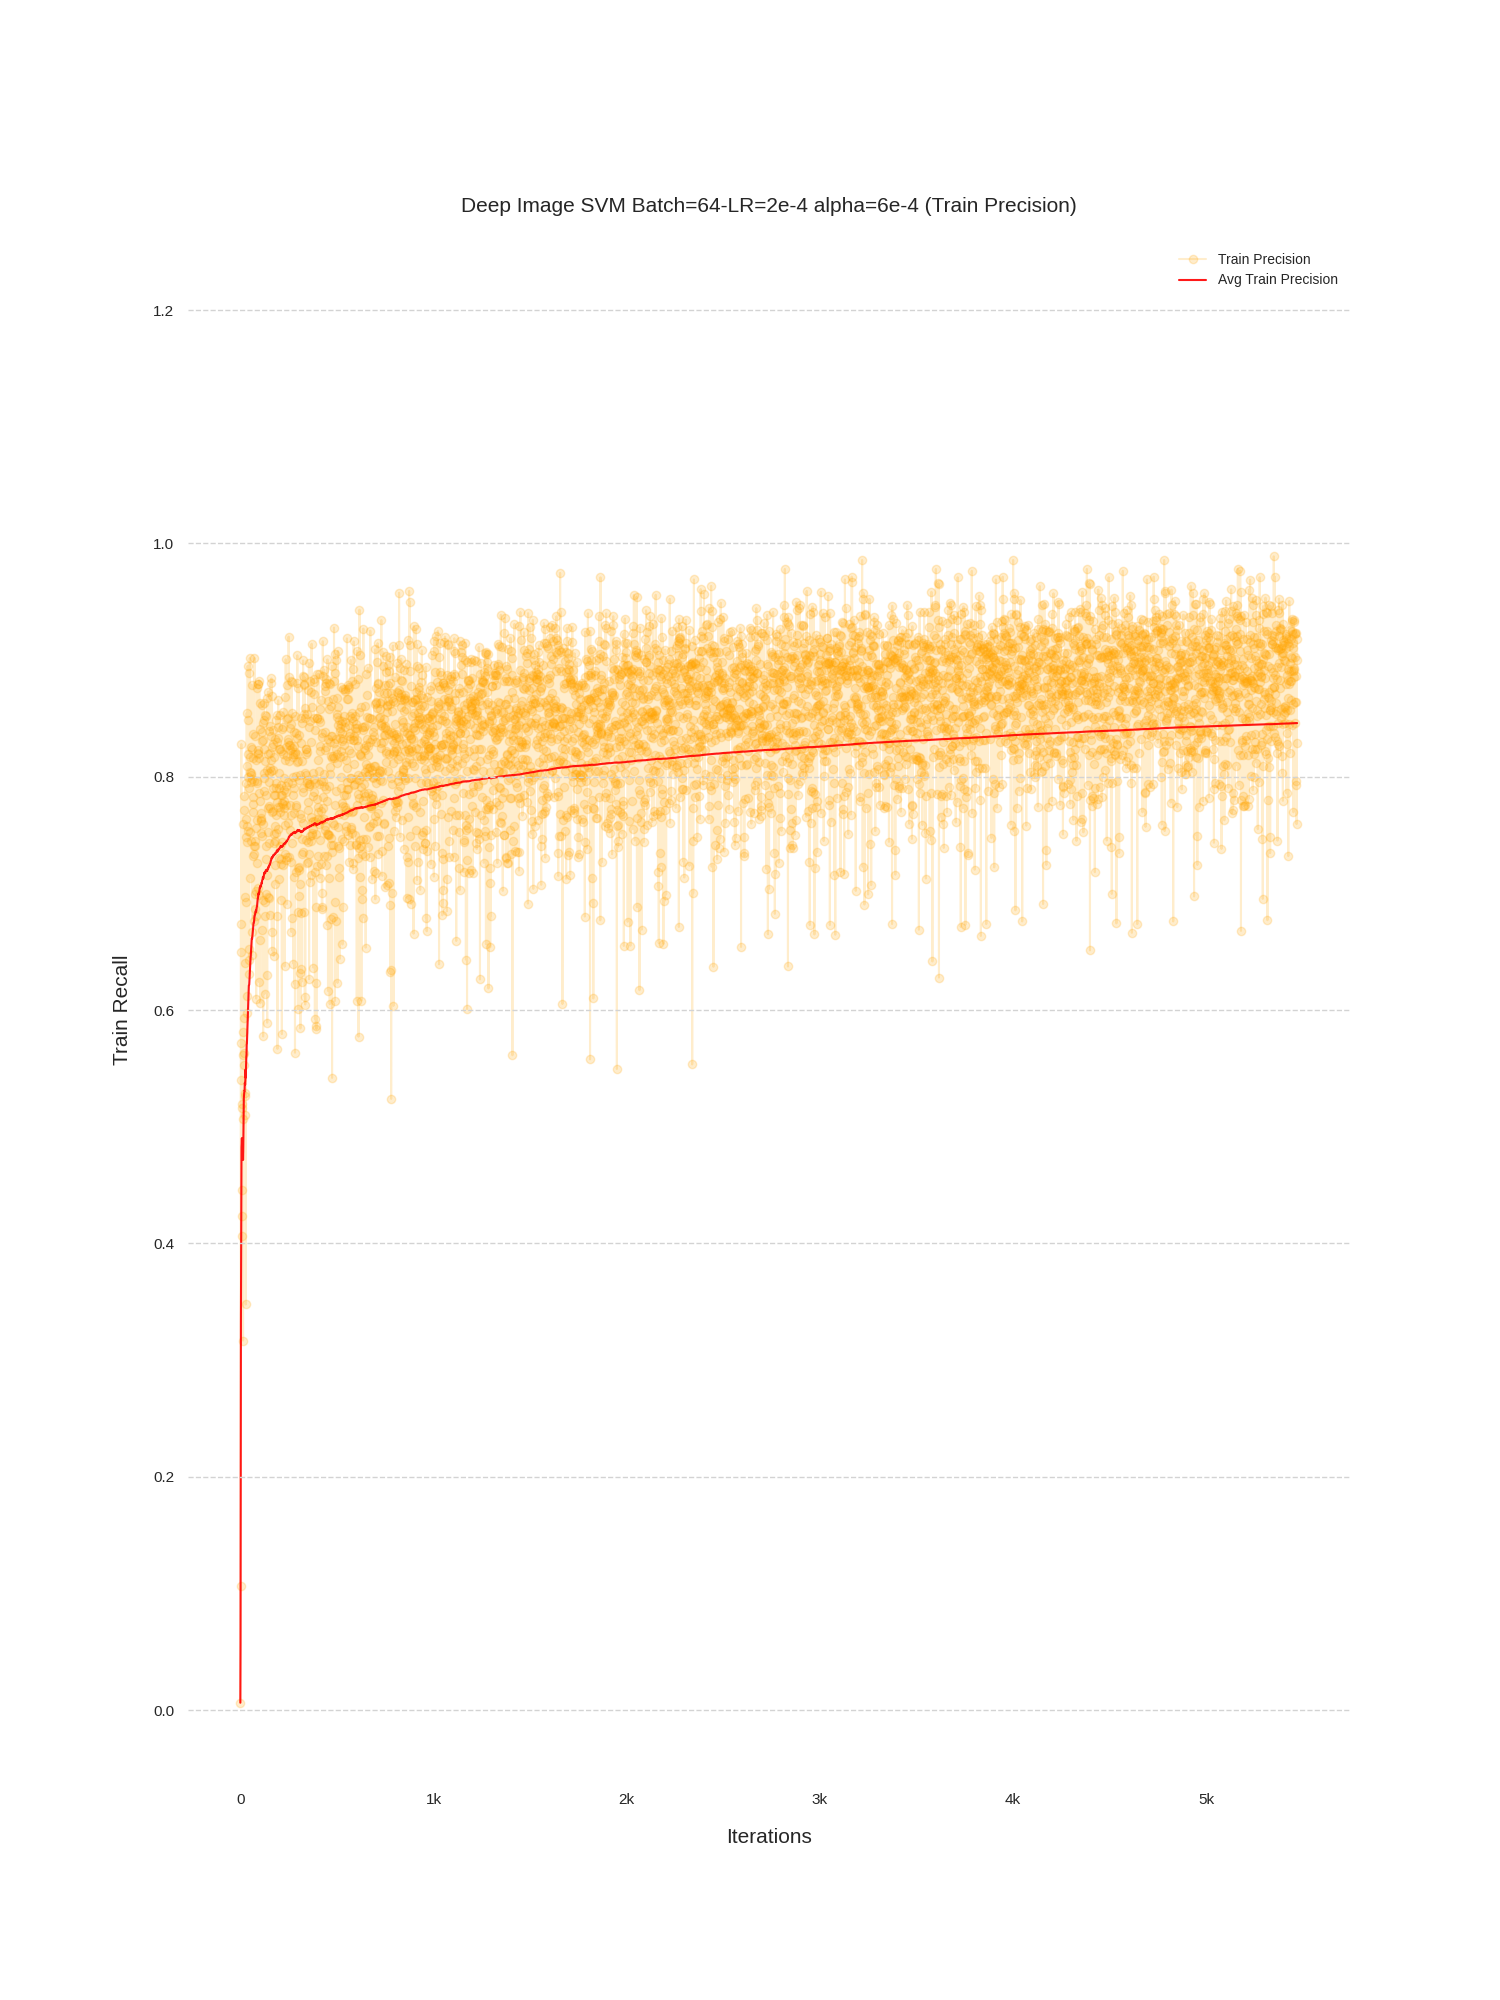 Deep Image SVM Batch=64-LR=2e-4 alpha=6e-4 (Train Precision)
Train Precision
Avg Train Precision
1.2
1.0
0.8
0.6
0.4
0.2
0.0
Train Recall
0 1k 2k 3k 4k 5k
Iterations